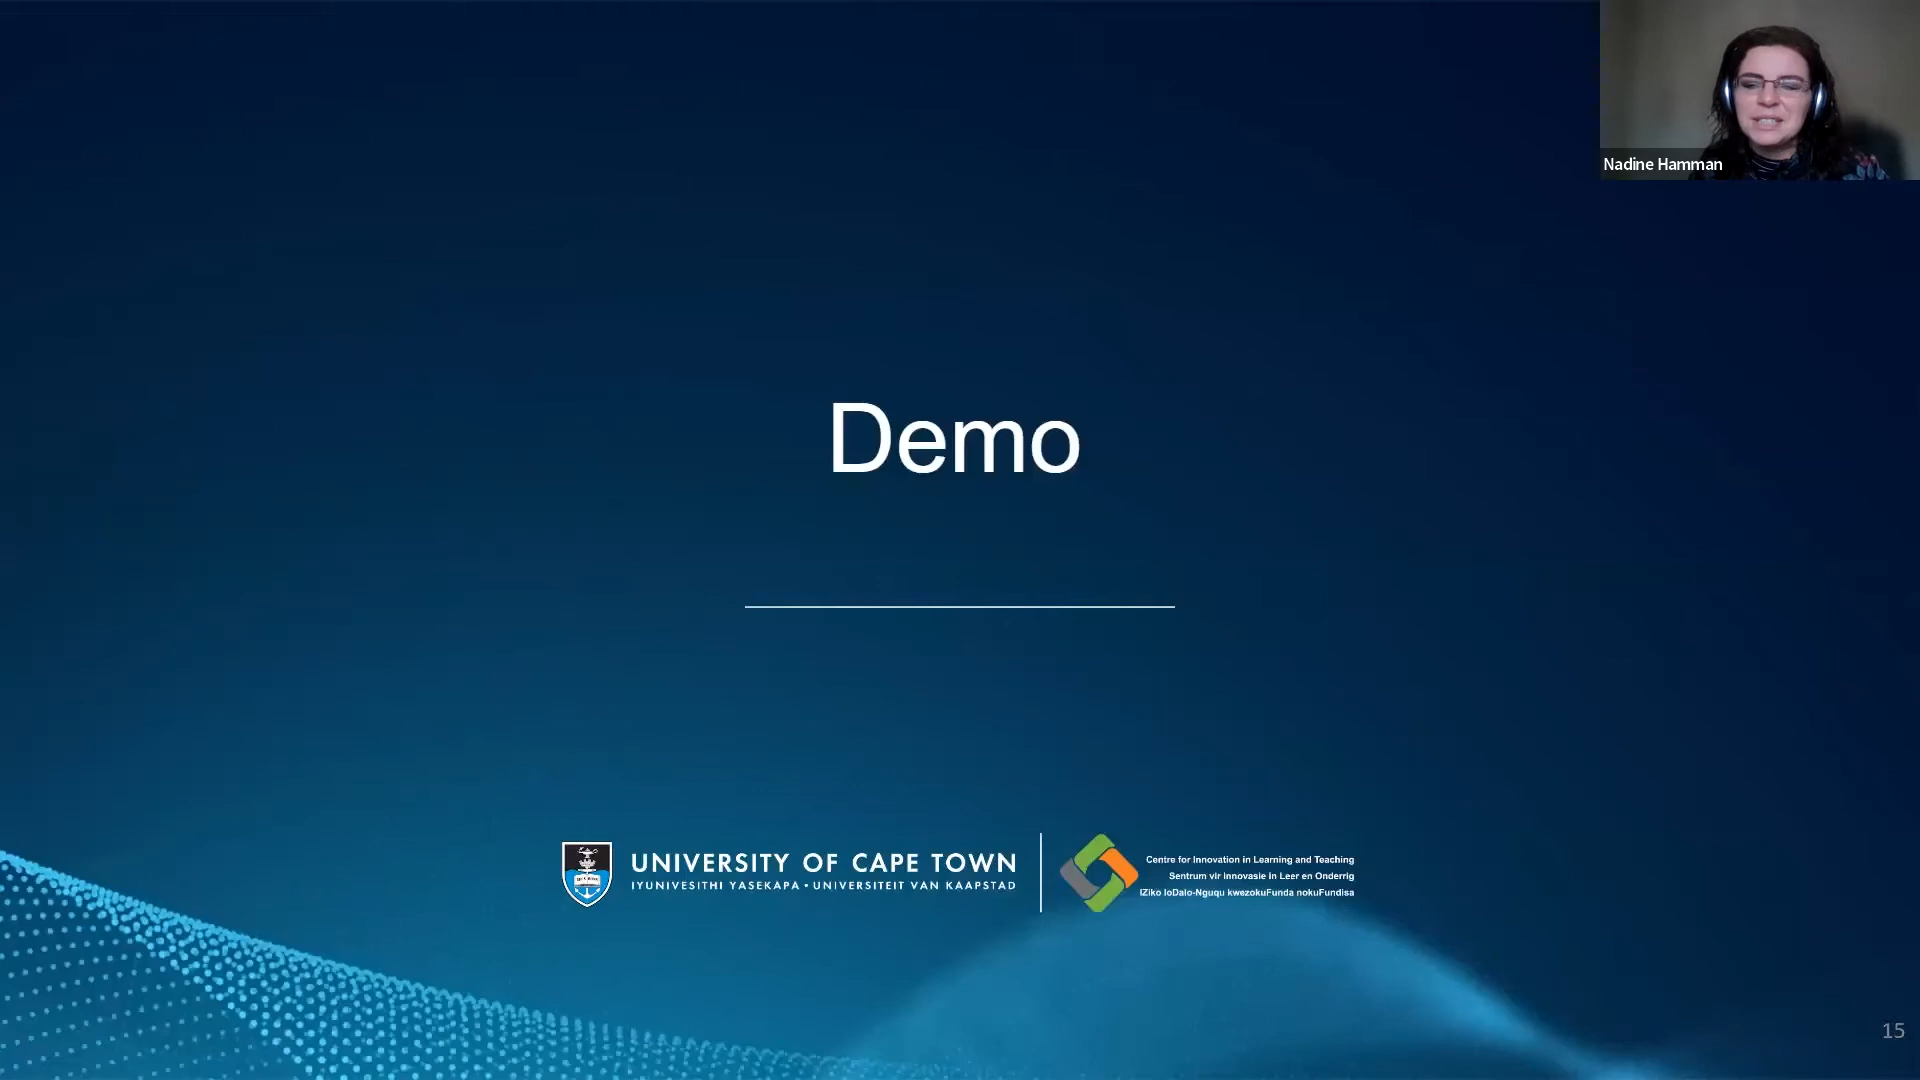 Nadine Hamman
Demo
UNIVERSITY OF CAPE TOWN
IYUNIVESITHI YASEKAPA • UNIVERSITEIT VAN KAAPSTAD
Centre for Innovation in Learning and Teaching
Sentrum vir Innovasie in Leer en Onderrig
IZiko loDalo-Nguqu kwezokuFunda nokuFundisa
15